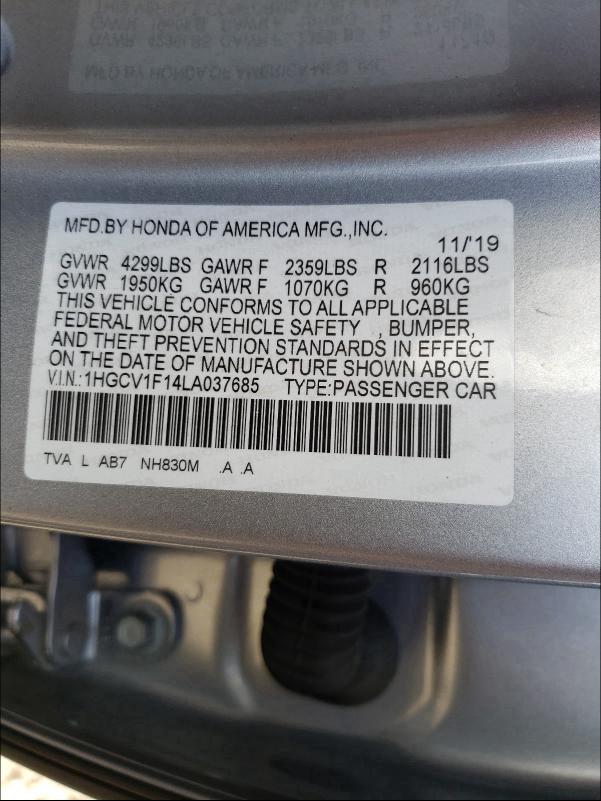 MFD.BY HONDA OF AMERICA MFG.,INC.
11/'19
GVWR 4299LBS GAWR F 2359LBS R 2116LBS
GVWR 1950KG GAWR F 1070KG R 960KG
THIS VEHICLE CONFORMS TO ALL APPLICABLE
FEDERAL MOTOR VEHICLE SAFETY , BUMPER,
AND THEFT PREVENTION STANDARDS IN EFFECT
ON THE DATE OF MANUFACTURE SHOWN ABOVE.
V.I.N.:1HGCV1F14LA037685 TYPE:PASSENGER CAR
TVA L AB7 NH830M .A .A